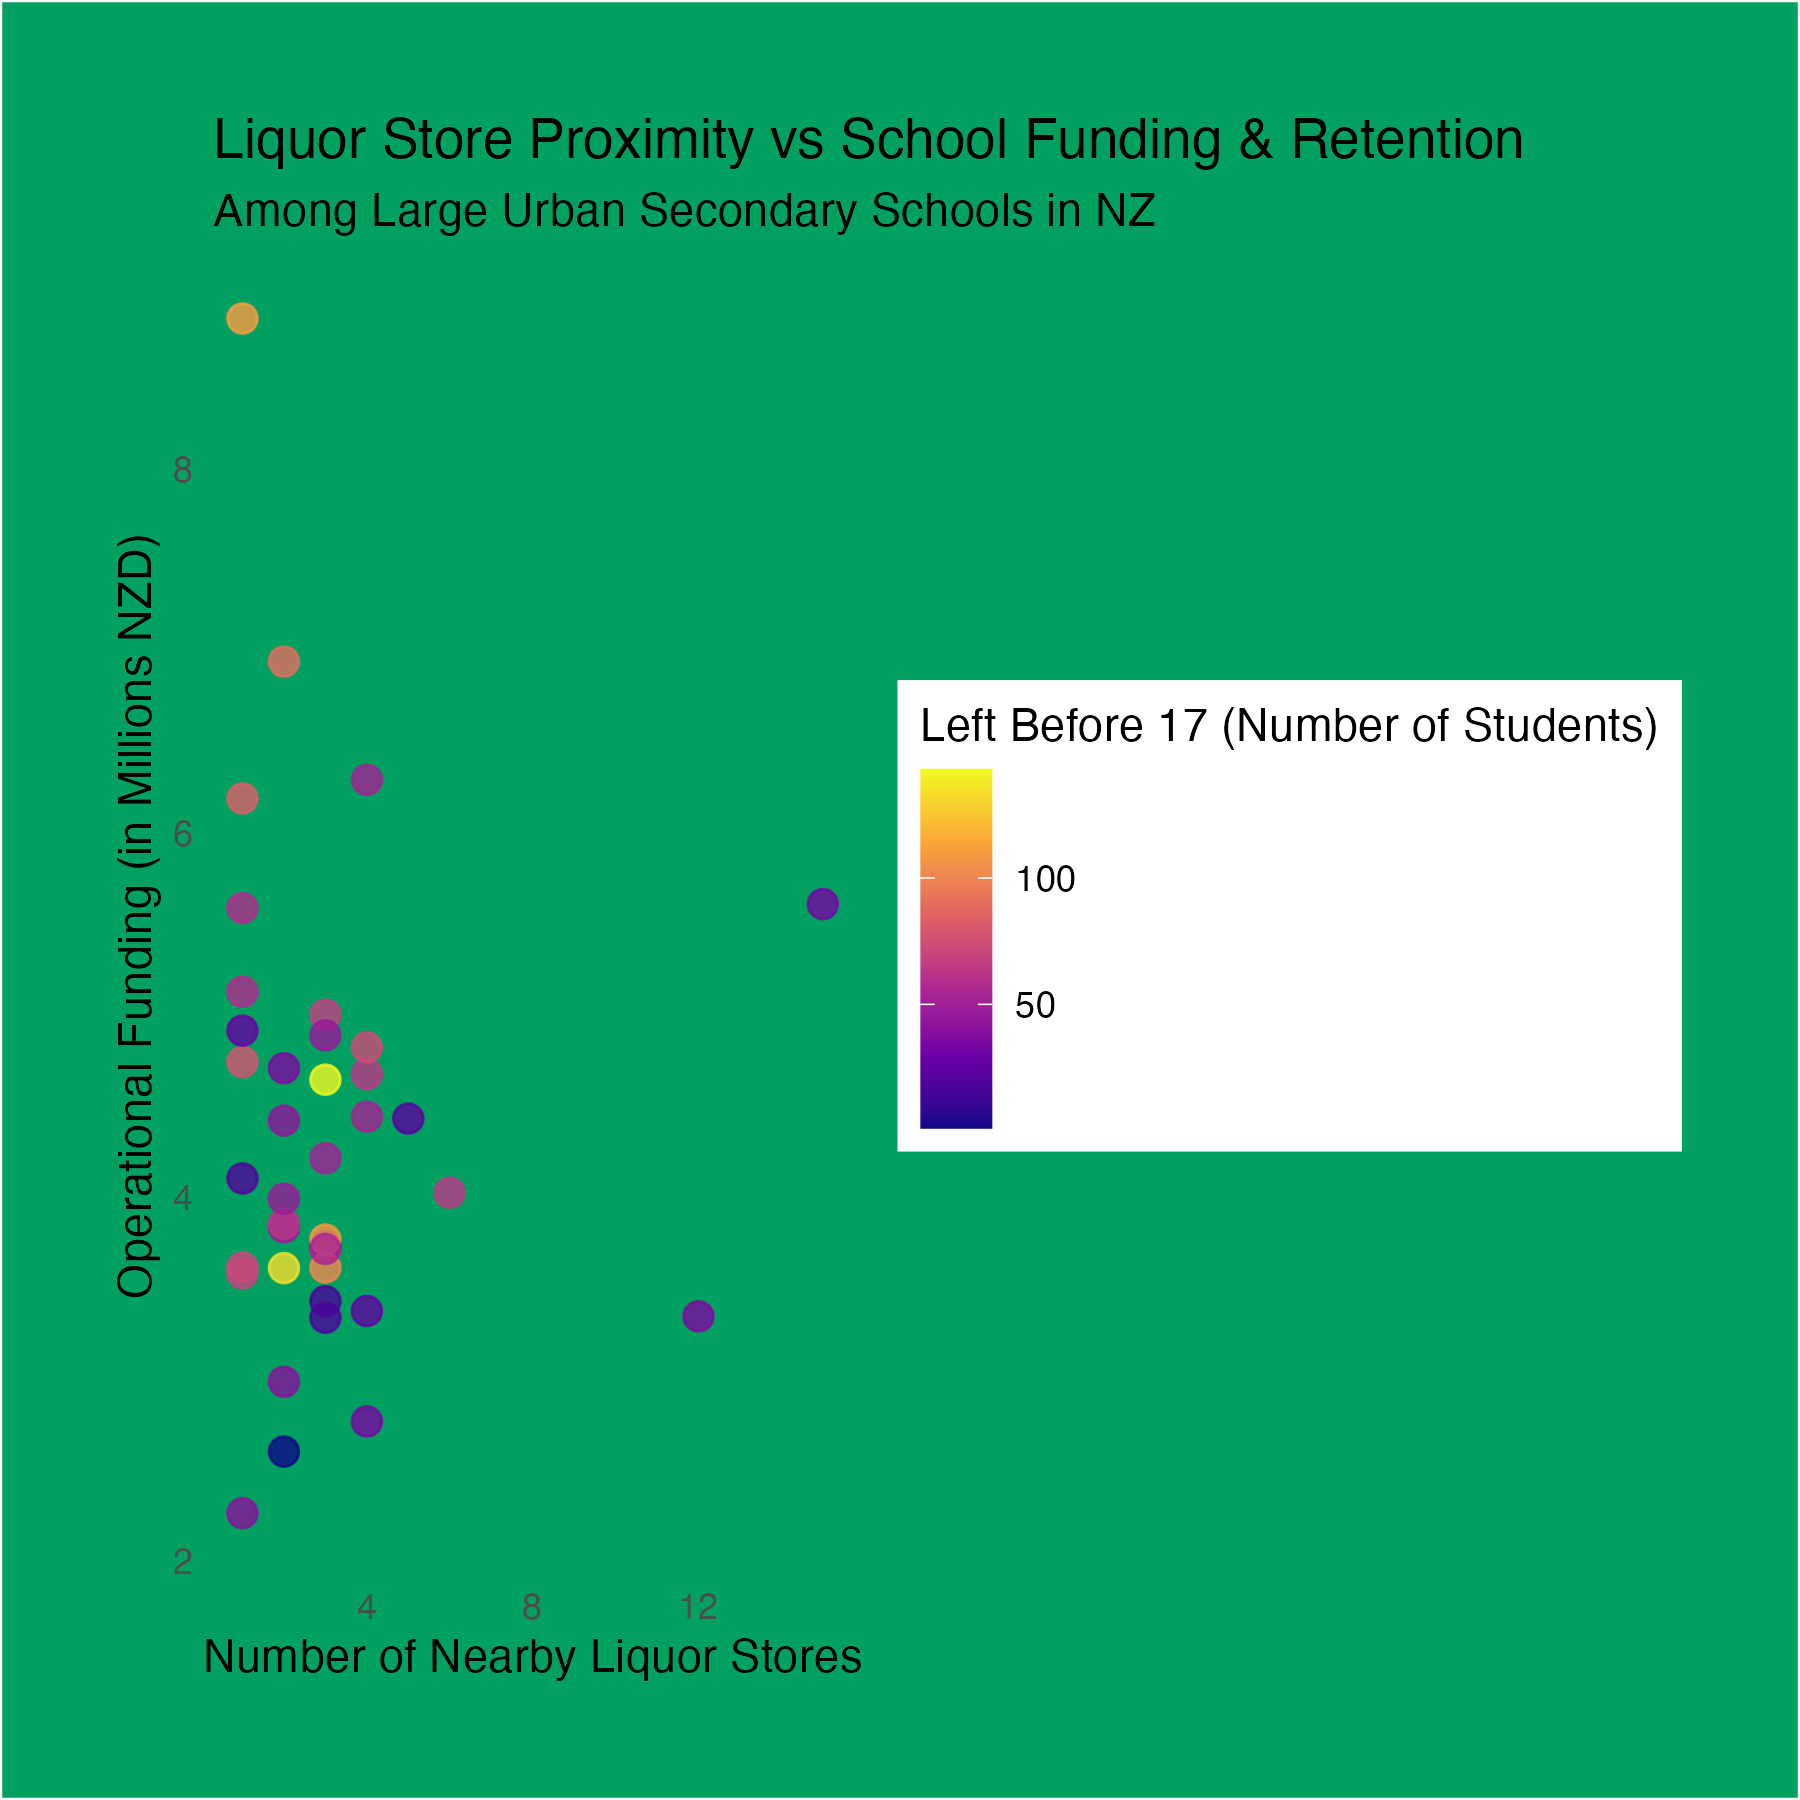 Liquor Store Proximity vs School Funding & Retention
Among Large Urban Secondary Schools in NZ
8
6
4
2
Operational Funding (in Millions NZD)
4 8 12
Number of Nearby Liquor Stores
Left Before 17 (Number of Students)
100
50